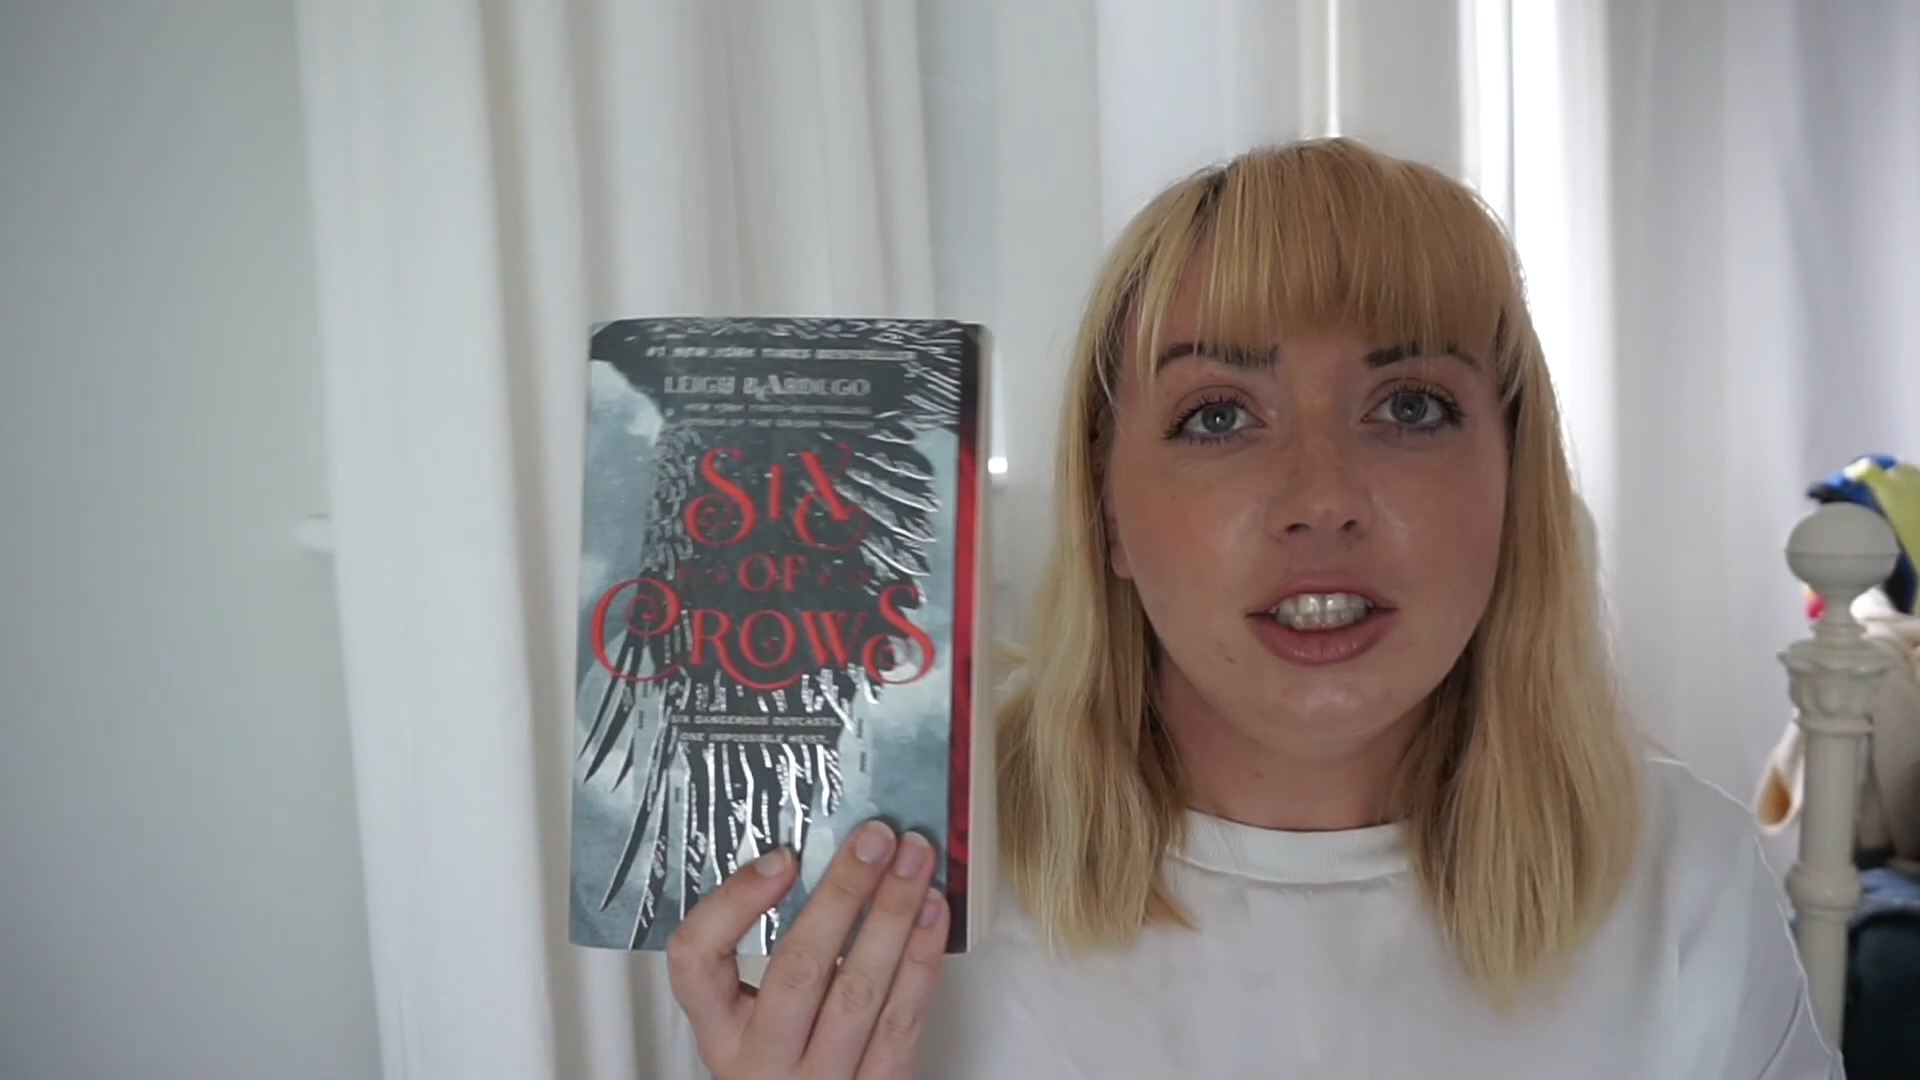 #1 NEW YORK TIMES BESTSELLER
LEIGH BARDUGO
SIX
OF
CROWS
SIX DANGEROUS OUTCASTS.
ONE IMPOSSIBLE HEIST.